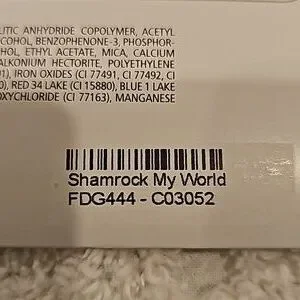 LITIC ANHYDRIDE COPOLYMER, ACETYL
COHOL, BENZOPHENONE-3, PHOSPHOR-
HOL, ETHYL ACETATE, MICA, CALCIUM
ALKONIUM HECTORITE, POLYETHYLENE
91), IRON OXIDES (CI 77491, CI 77492, CI
0), RED 34 LAKE (CI 15880), BLUE 1 LAKE
OXYCHLORIDE (CI 77163), MANGANESE
Shamrock My World
FDG444 - C03052